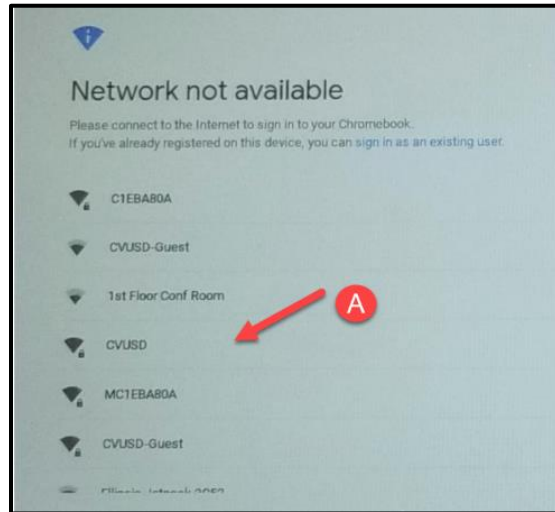 Network not available
Please connect to the Internet to sign in to your Chromebook.
If you've already registered on this device, you can sign in as an existing user.
C1EBA80A
CVUSD-Guest
1st Floor Conf Room
A
CVUSD
MC1EBA80A
CVUSD-Guest